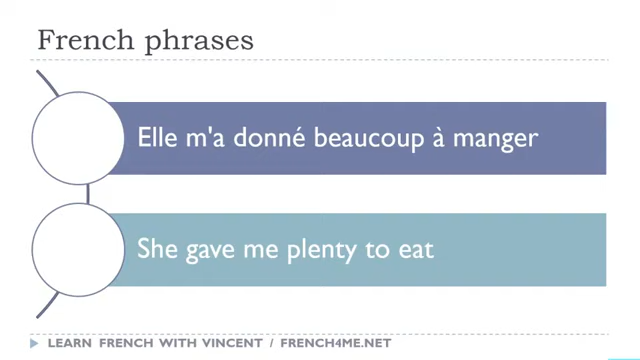 French phrases
Elle m'a donné beaucoup à manger
She gave me plenty to eat
LEARN FRENCH WITH VINCENT / FRENCH4ME.NET